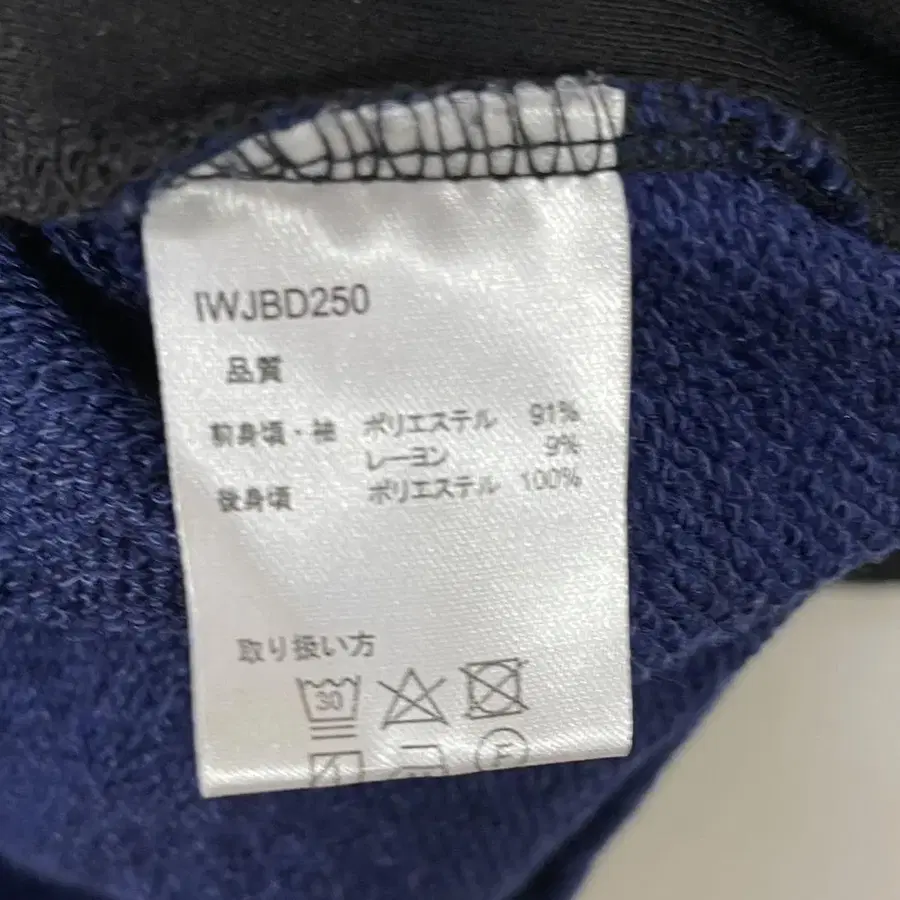 IWJBD250
品質
前身頃・袖 ポリエステル 91%
レーヨン 9%
後身頃 ポリエステル 100%
取り扱い方
30
F